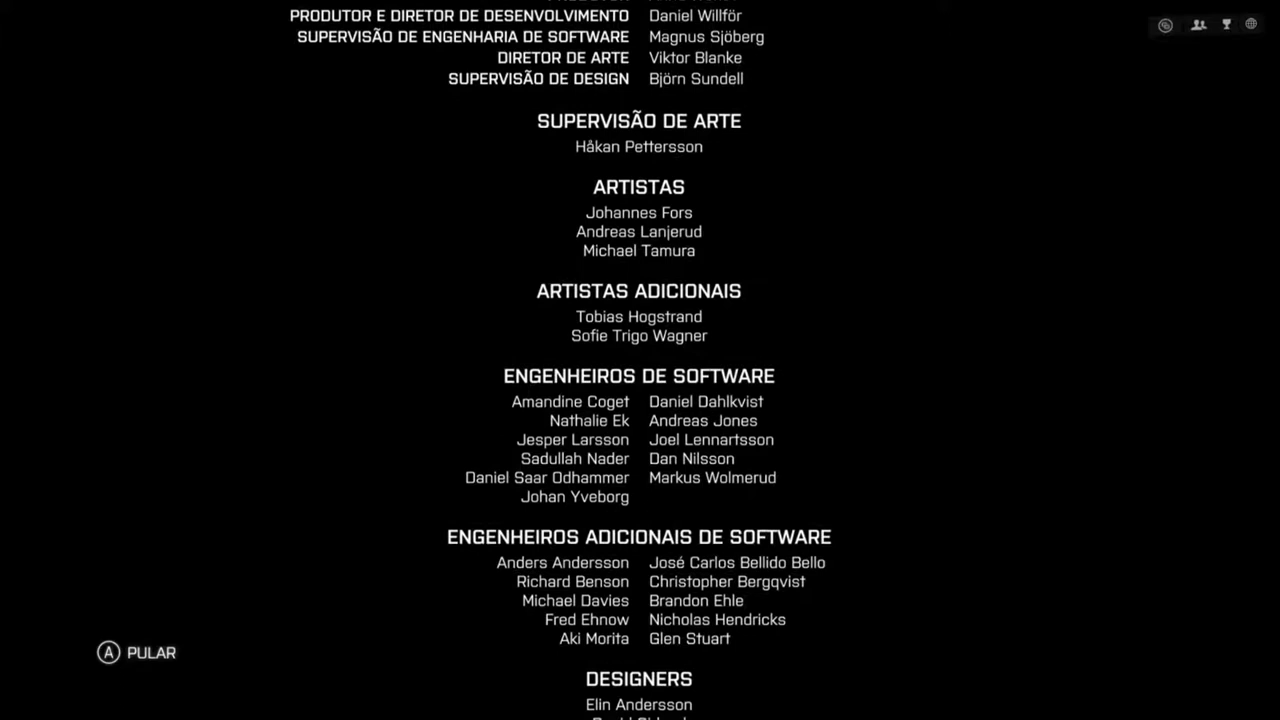 PRODUTOR E DIRETOR DE DESENVOLVIMENTO Daniel Willför
SUPERVISÃO DE ENGENHARIA DE SOFTWARE Magnus Sjöberg
DIRETOR DE ARTE Viktor Blanke
SUPERVISÃO DE DESIGN Björn Sundell
SUPERVISÃO DE ARTE
Håkan Pettersson
ARTISTAS
Johannes Fors
Andreas Lanjerud
Michael Tamura
ARTISTAS ADICIONAIS
Tobias Hogstrand
Sofie Trigo Wagner
ENGENHEIROS DE SOFTWARE
Amandine Coget Daniel Dahlkvist
Nathalie Ek Andreas Jones
Jesper Larsson Joel Lennartsson
Sadullah Nader Dan Nilsson
Daniel Saar Odhammer Markus Wolmerud
Johan Yveborg
ENGENHEIROS ADICIONAIS DE SOFTWARE
Anders Andersson José Carlos Bellido Bello
Richard Benson Christopher Bergqvist
Michael Davies Brandon Ehle
Fred Ehnow Nicholas Hendricks
Aki Morita Glen Stuart
A PULAR
DESIGNERS
Elin Andersson